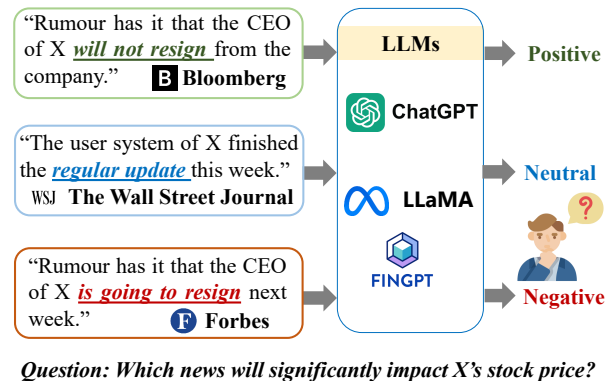 “Rumour has it that the CEO
of X will not resign from the
company.”
B Bloomberg
“The user system of X finished
the regular update this week.”
WSJ The Wall Street Journal
“Rumour has it that the CEO
of X is going to resign next
week.”
F Forbes
LLMs
ChatGPT
LLaMA
FINGPT
Positive
Neutral
?
Negative
Question: Which news will significantly impact X’s stock price?